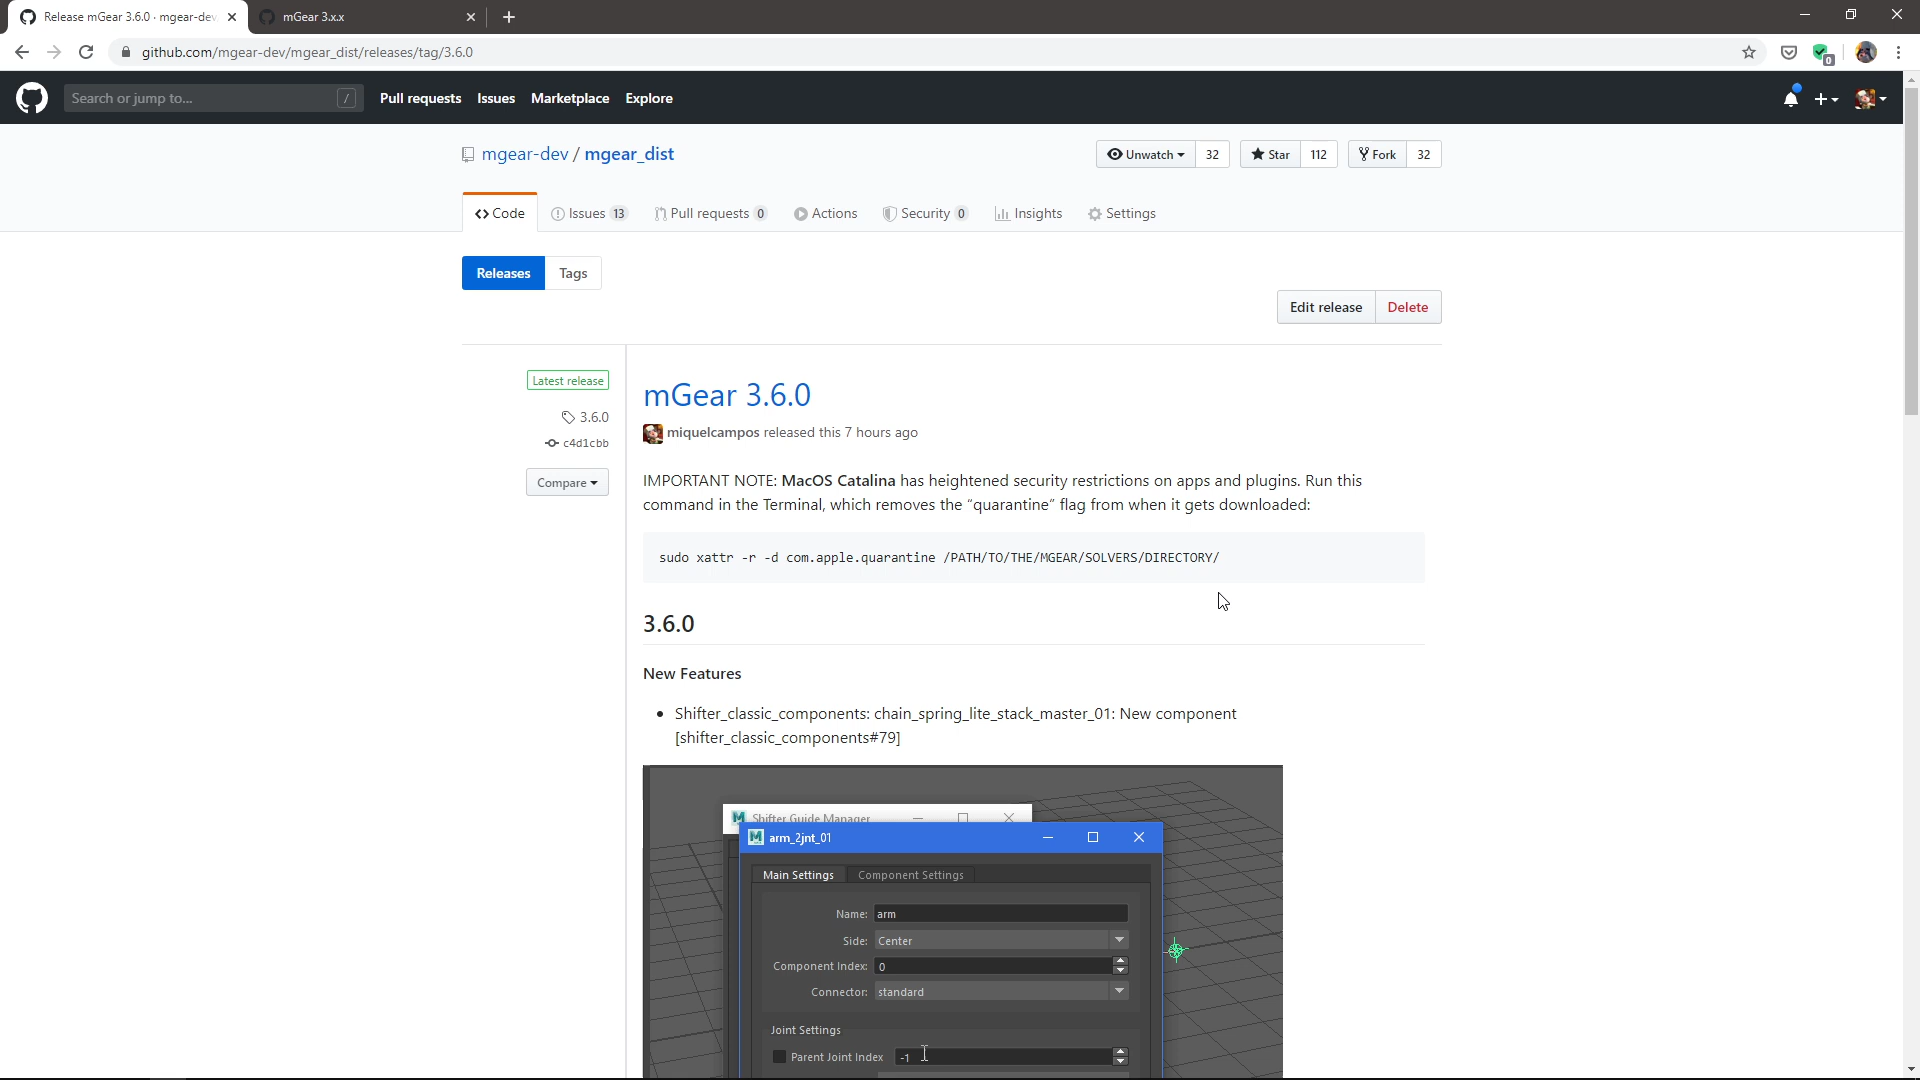 Release mGear 3.6.0 · mgear-dev
mGear 3.x.x
github.com/mgear-dev/mgear_dist/releases/tag/3.6.0
0
Search or jump to...
/
Pull requests
Issues
Marketplace
Explore
mgear-dev / mgear_dist
Unwatch
32
Star
112
Fork
32
Code
Issues 13
Pull requests 0
Actions
Security 0
Insights
Settings
Releases
Tags
Edit release
Delete
Latest release
3.6.0
c4d1cbb
Compare
mGear 3.6.0
miquelcampos released this 7 hours ago
IMPORTANT NOTE: MacOS Catalina has heightened security restrictions on apps and plugins. Run this
command in the Terminal, which removes the “quarantine” flag from when it gets downloaded:
sudo xattr -r -d com.apple.quarantine /PATH/TO/THE/MGEAR/SOLVERS/DIRECTORY/
3.6.0
New Features
Shifter_classic_components: chain_spring_lite_stack_master_01: New component
[shifter_classic_components#79]
Shifter Guide Manager
arm_2jnt_01
Main Settings
Component Settings
Name: arm
Side: Center
Component Index: 0
Connector: standard
Joint Settings
Parent Joint Index -1